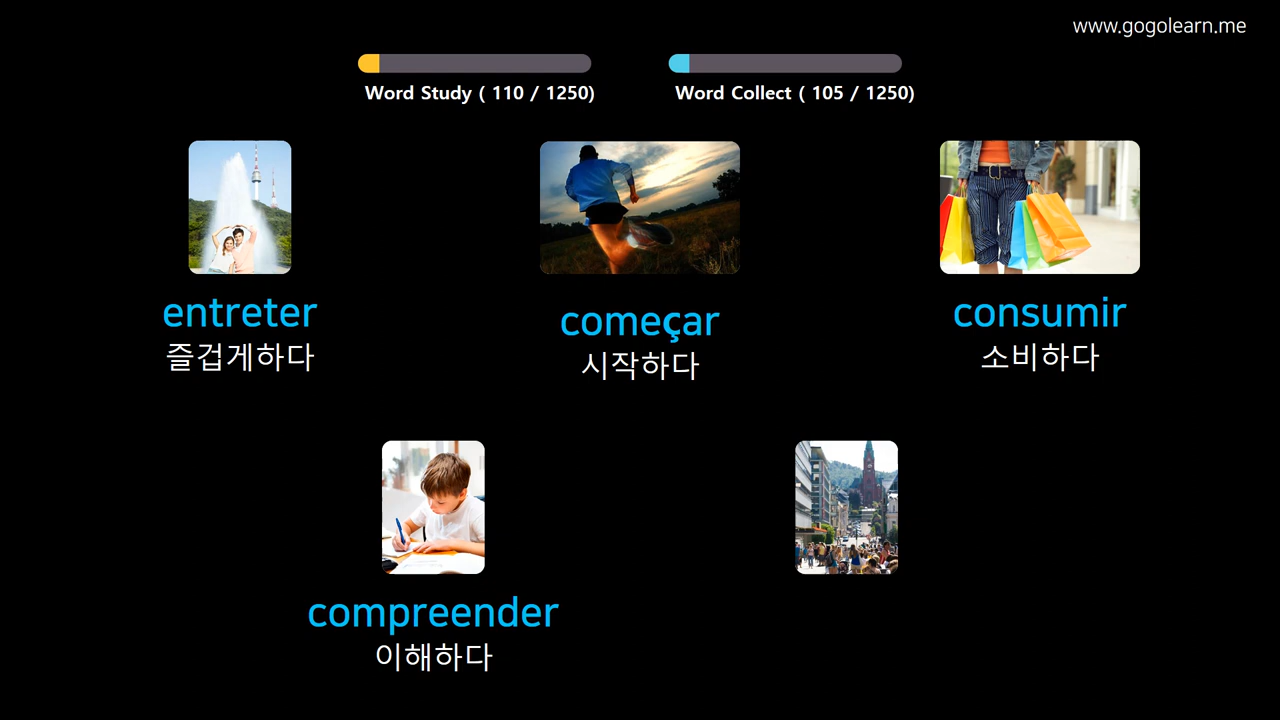 www.gogolearn.me
Word Study ( 110 / 1250)
Word Collect ( 105 / 1250)
entreter
즐겁게하다
começar
시작하다
consumir
소비하다
compreender
이해하다